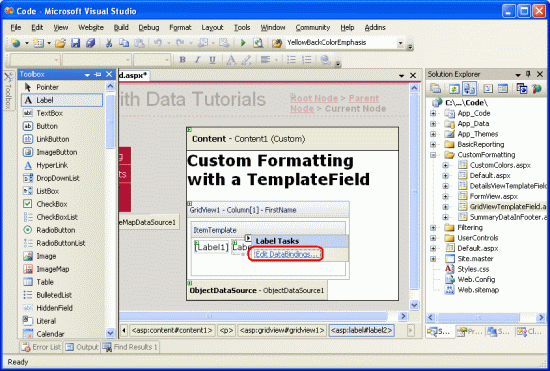 Code - Microsoft Visual Studio
File Edit View Website Build Debug Format Layout Tools Window Community Help Addins
YellowBackColorEmphasis
Toolbox
Toolbox
Pointer
Label
TextBox
Button
LinkButton
ImageButton
HyperLink
DropDownList
ListBox
CheckBox
CheckBoxList
RadioButton
RadioButtonList
Image
ImageMap
Table
BulletedList
HiddenField
Literal
Calendar
d.aspx*
ith Data Tutorials
Root Node > Parent
Node > Current Node
Content - Content1 (Custom)
Custom Formatting
with a TemplateField
GridView1 - Column[1] - FirstName
ItemTemplate
[Label1]
Label Tasks
Edit DataBindings...
eMapDataSource1
ObjectDataSource - ObjectDataSource1
<asp:content#content1> <p> <asp:gridview#gridview1> <asp:label#label2>
Solution Explorer
C:\...\Code\
App_Code
App_Data
App_Themes
BasicReporting
CustomFormatting
CustomColors.aspx
Default.aspx
DetailsViewTemplateField
FormView.aspx
GridViewTemplateField
SummaryDataInFooter.a
Filtering
UserControls
Default.aspx
Site.master
Styles.css
Web.Config
Web.sitemap
S... Pr... S... Cl...
Error List Output Find Results 1
Ready